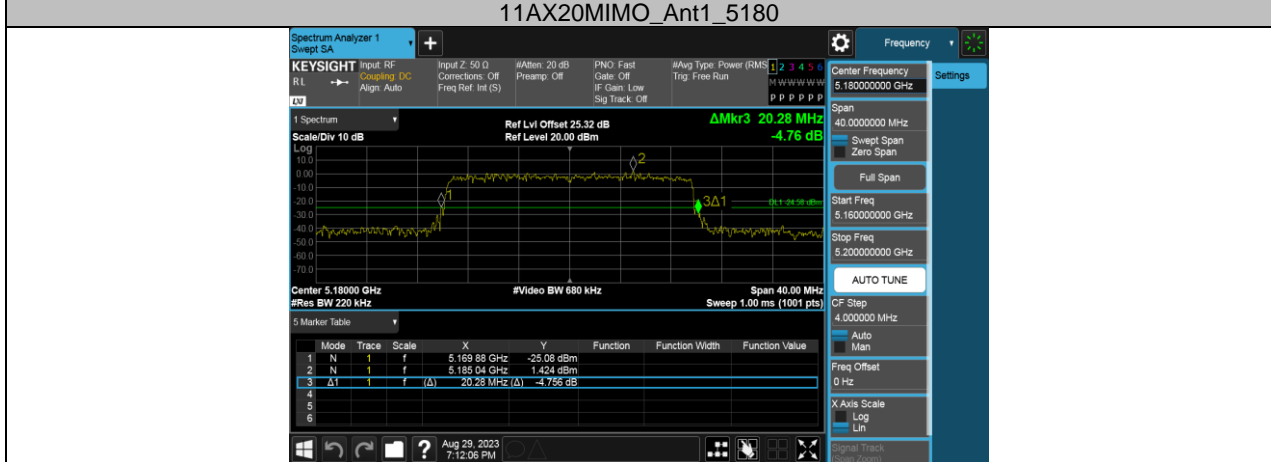 11AX20MIMO_Ant1_5180
Spectrum Analyzer 1
Swept SA
Frequency
KEYSIGHT Input: RF Input Z: 50 Ω #Atten: 20 dB PNO: Fast #Avg Type: Power (RMS 1 2 3 4 5 6
RL Coupling: DC Corrections: Off Preamp: Off Gate: Off Trig: Free Run M W W W W W
Align: Auto Freq Ref: Int (S) IF Gain: Low
Sig Track: Off P P P P P P
LXI
Center Frequency
5.180000000 GHz
Settings
Span
40.0000000 MHz
Swept Span
Zero Span
Full Span
Start Freq
5.160000000 GHz
Stop Freq
5.200000000 GHz
AUTO TUNE
CF Step
4.000000 MHz
Auto
Man
Freq Offset
0 Hz
X Axis Scale
Log
Lin
Signal Track
(Span Zoom)
1 Spectrum
Ref Lvl Offset 25.32 dB ΔMkr3 20.28 MHz
Scale/Div 10 dB Ref Level 20.00 dBm -4.76 dB
Log
10.0
0.00
-10.0
-20.0
-30.0
-40.0
-50.0
-60.0
-70.0
1
2
3Δ1
DL1 -24.58 dBm
Center 5.18000 GHz #Video BW 680 kHz Span 40.00 MHz
#Res BW 220 kHz Sweep 1.00 ms (1001 pts)
5 Marker Table
Mode Trace Scale X Y Function Function Width Function Value
1 N 1 f 5.169 88 GHz -25.08 dBm
2 N 1 f 5.185 04 GHz 1.424 dBm
3 Δ1 1 f (Δ) 20.28 MHz (Δ) -4.756 dB
4
5
6
Aug 29, 2023
7:12:06 PM